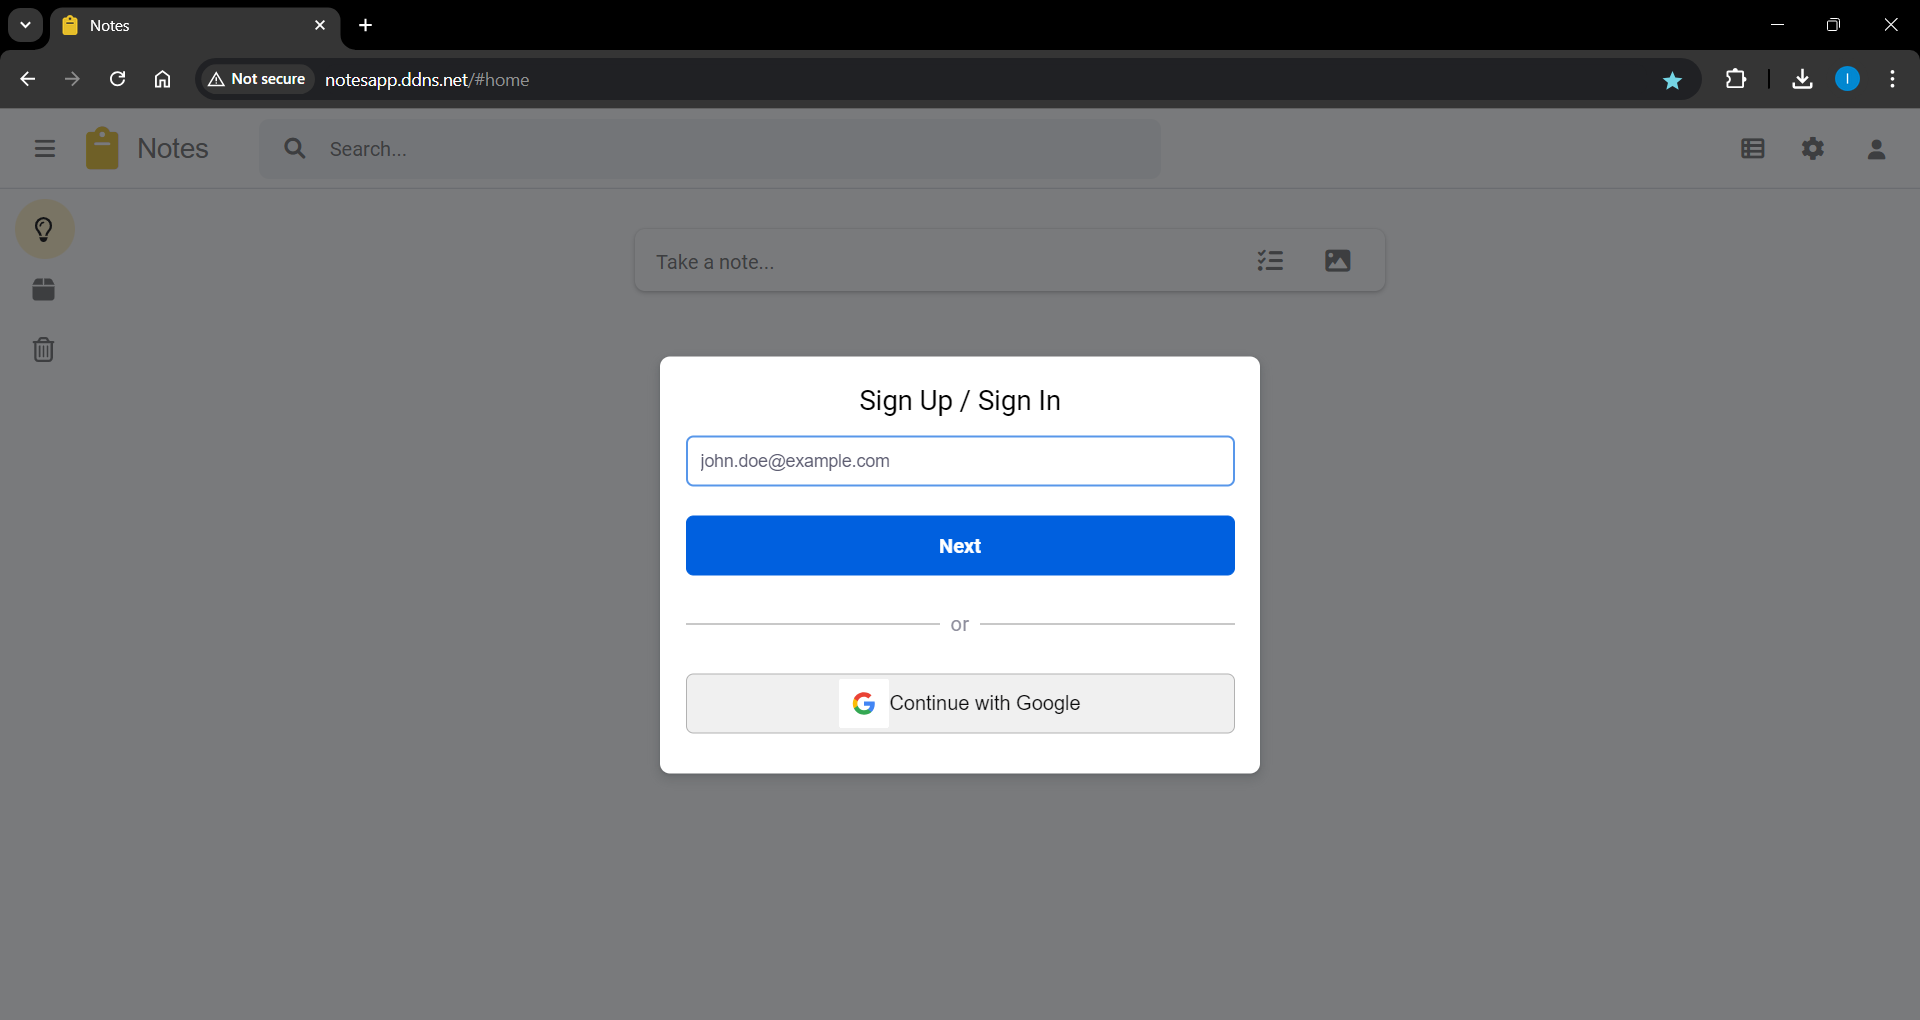 Notes
Not secure
notesapp.ddns.net/#home
I
Notes
Search...
Take a note...
Sign Up / Sign In
john.doe@example.com
Next
or
Continue with Google